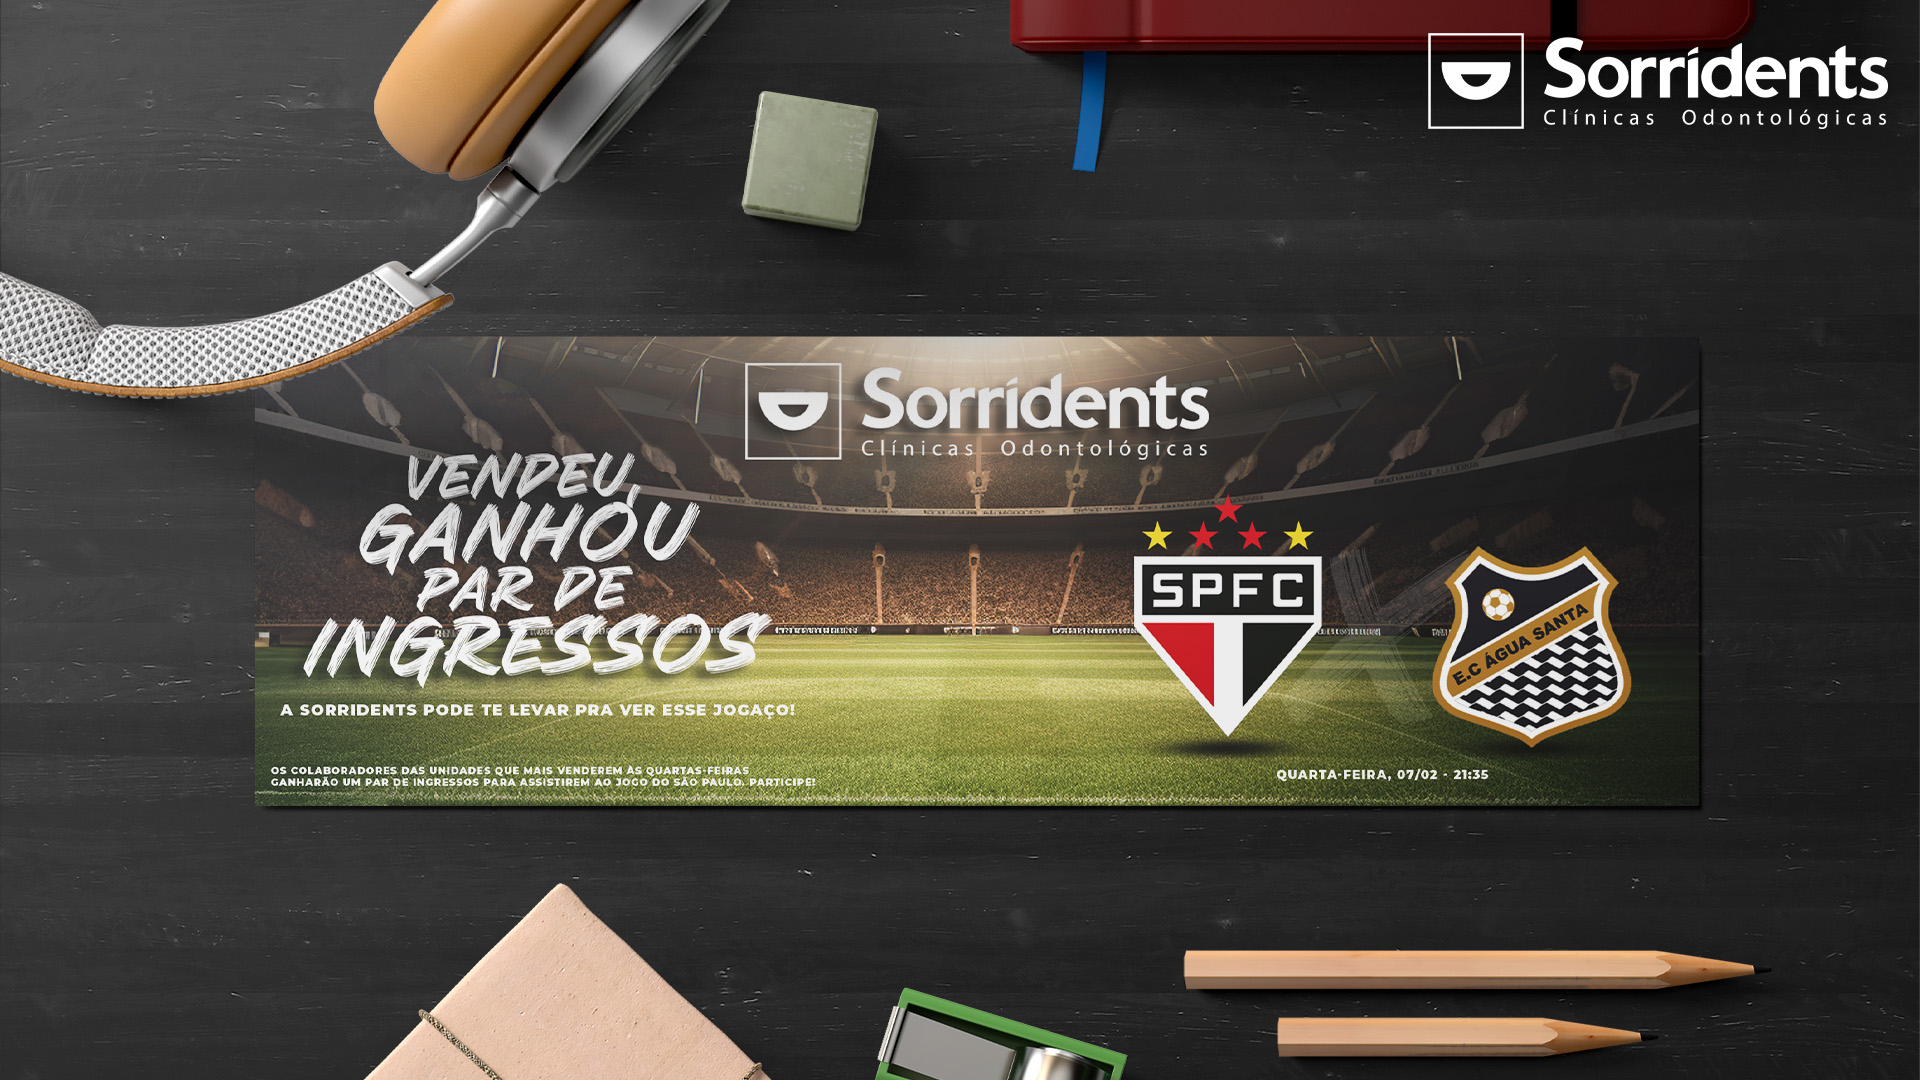 Sorridents
Clínicas Odontológicas
Sorridents
Clínicas Odontológicas
VENDEU,
GANHOU
PAR DE
INGRESSOS
A SORRIDENTS PODE TE LEVAR PRA VER ESSE JOGAÇO!
OS COLABORADORES DAS UNIDADES QUE MAIS VENDEREM ÀS QUARTAS-FEIRAS
GANHARÃO UM PAR DE INGRESSOS PARA ASSISTIREM AO JOGO DO SÃO PAULO. PARTICIPE!
SPFC
X
E.C ÁGUA SANTA
QUARTA-FEIRA, 07/02 - 21:35